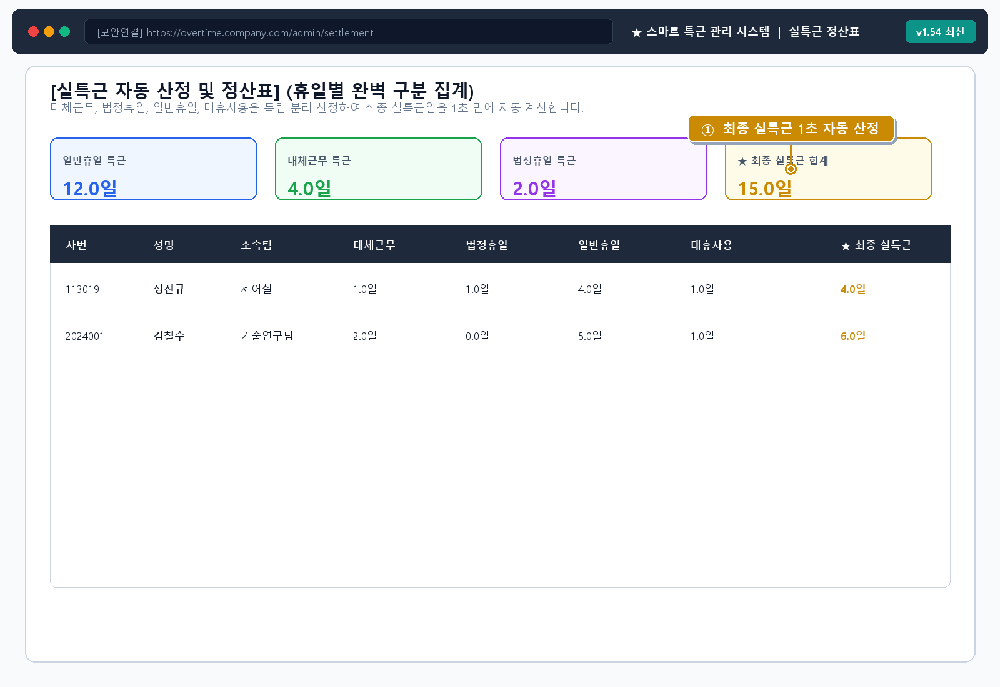 [보안연결] https://overtime.company.com/admin/settlement
★ 스마트 특근 관리 시스템 | 실특근 정산표
v1.54 최신
[실특근 자동 산정 및 정산표] (휴일별 완벽 구분 집계)
대체근무, 법정휴일, 일반휴일, 대휴사용을 독립 분리 산정하여 최종 실특근일을 1초 만에 자동 계산합니다.
① 최종 실특근 1초 자동 산정
일반휴일 특근
12.0일
대체근무 특근
4.0일
법정휴일 특근
2.0일
★ 최종 실특근 합계
15.0일
사번 성명 소속팀 대체근무 법정휴일 일반휴일 대휴사용 ★ 최종 실특근
113019 정진규 제어실 1.0일 1.0일 4.0일 1.0일 4.0일
2024001 김철수 기술연구팀 2.0일 0.0일 5.0일 1.0일 6.0일